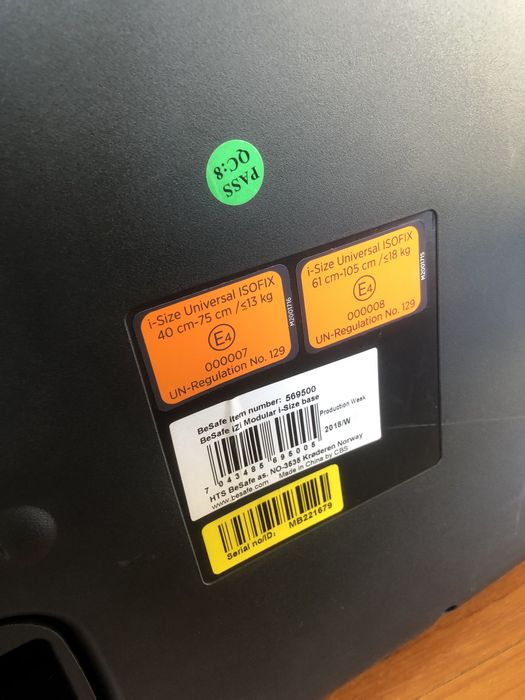 PASS
QC:8
i-Size Universal ISOFIX
40 cm-75 cm /≤13 kg
E4
000007
UN-Regulation No. 129
M2001716
i-Size Universal ISOFIX
61 cm-105 cm /≤18 kg
E4
000008
UN-Regulation No. 129
M2001715
BeSafe item number: 569500
BeSafe iZi Modular i-Size base
Production Week
2018/W
7 043485 695005
HTS BeSafe as. NO-3535 Krøderen Norway
www.besafe.com Made in China by CBS
Serial no/ID: MB221679